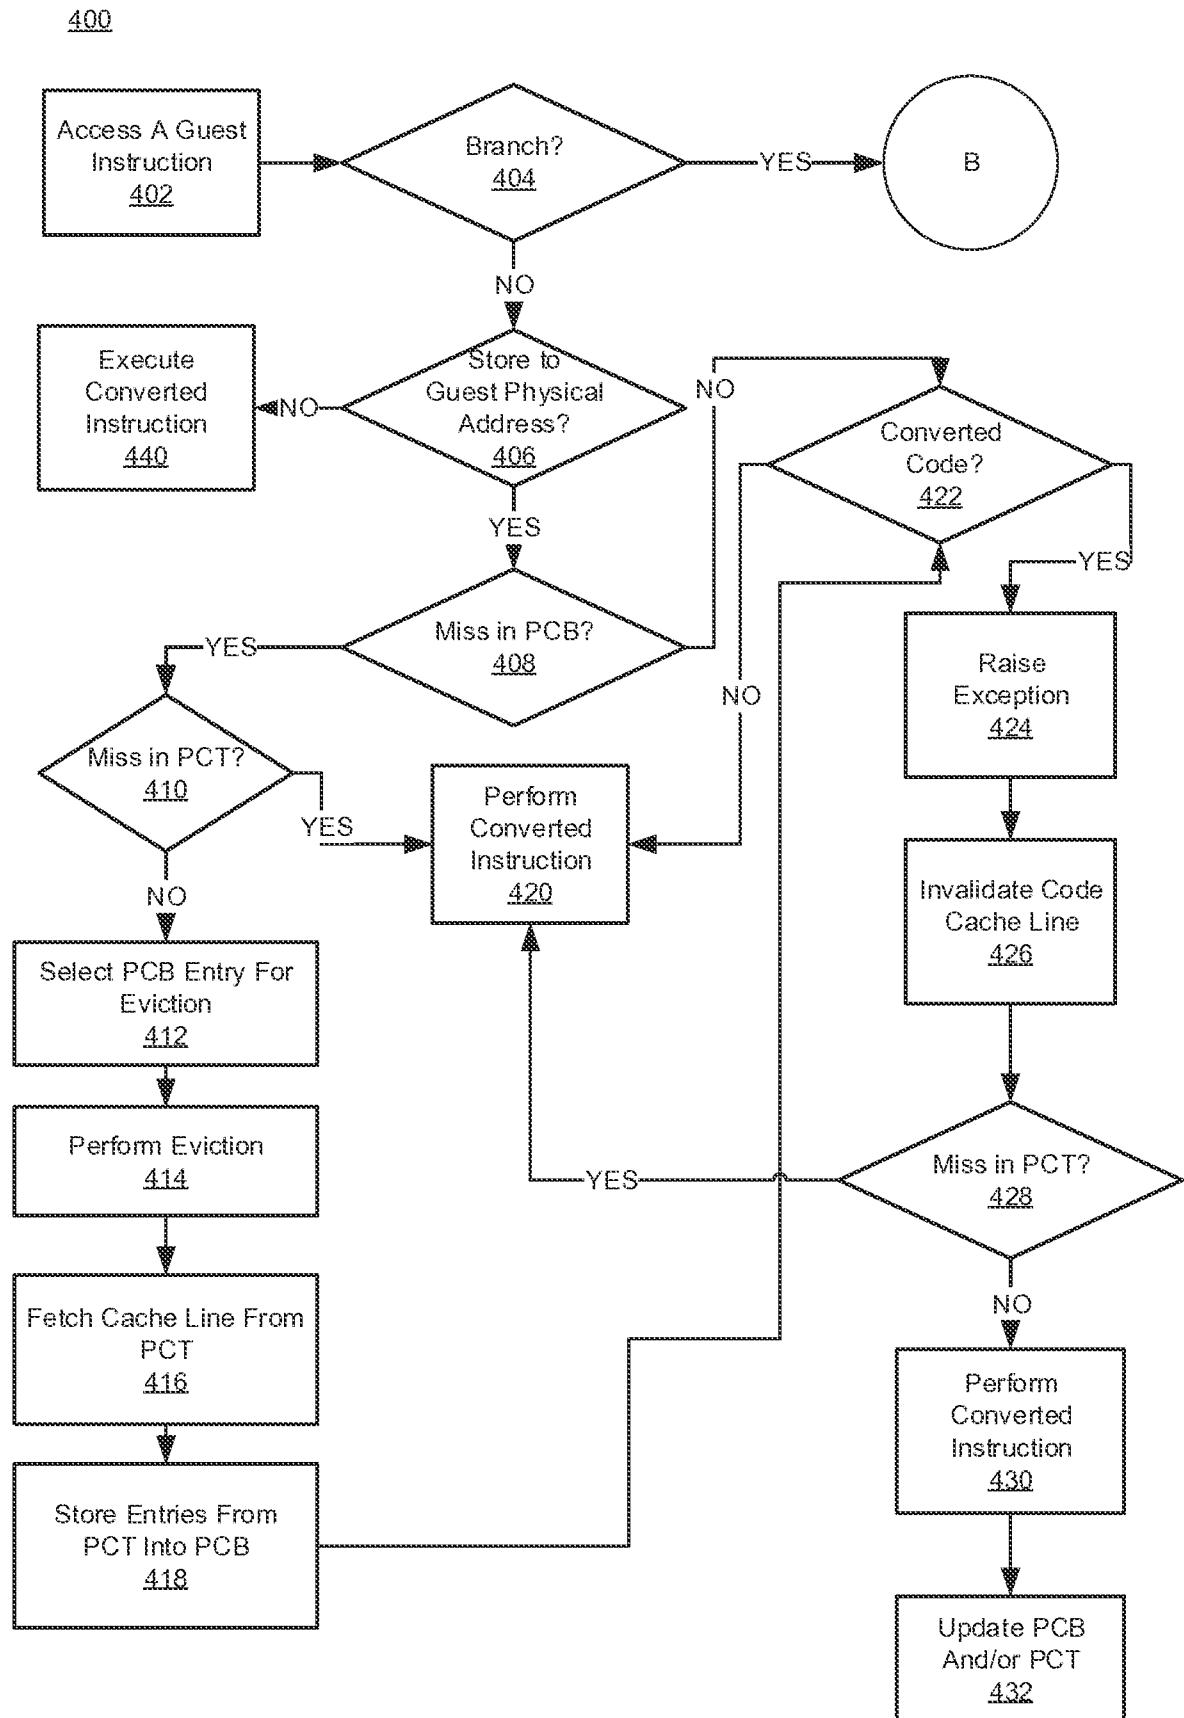 400
Access A Guest
Instruction
402
Branch?
404
YES
B
NO
Execute
Converted
Instruction
440
NO
Store to
Guest Physical
Address?
406
NO
Converted
Code?
422
YES
YES
Miss in PCB?
408
YES
NO
Raise
Exception
424
Miss in PCT?
410
YES
Perform
Converted
Instruction
420
NO
Invalidate Code
Cache Line
426
Select PCB Entry For
Eviction
412
Perform Eviction
414
YES
Miss in PCT?
428
NO
Fetch Cache Line From
PCT
416
Perform
Converted
Instruction
430
Store Entries From
PCT Into PCB
418
Update PCB
And/or PCT
432